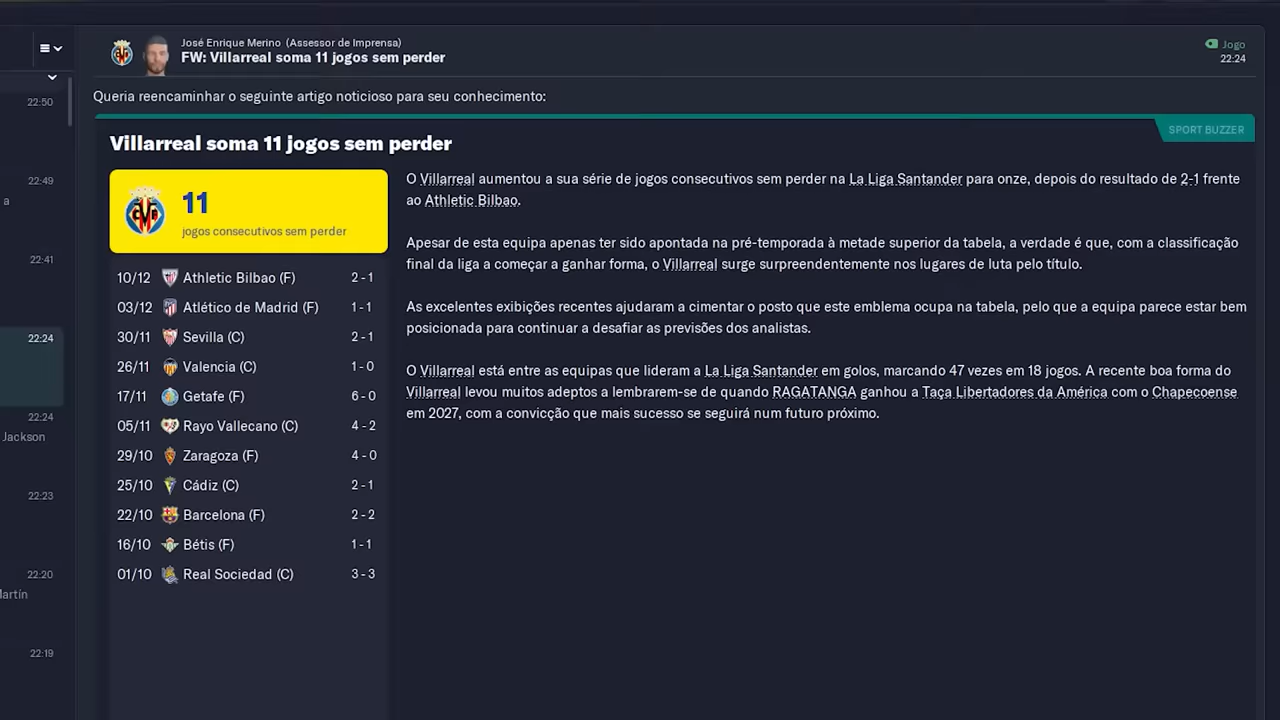 José Enrique Merino (Assessor de Imprensa)
FW: Villarreal soma 11 jogos sem perder
Jogo
22:24
22:50
22:49
a
22:41
22:24
22:24
Jackson
22:23
22:20
Martín
22:19
Queria reencaminhar o seguinte artigo noticioso para seu conhecimento:
SPORT BUZZER
Villarreal soma 11 jogos sem perder
11
jogos consecutivos sem perder
10/12 Athletic Bilbao (F) 2 - 1
03/12 Atlético de Madrid (F) 1 - 1
30/11 Sevilla (C) 2 - 1
26/11 Valencia (C) 1 - 0
17/11 Getafe (F) 6 - 0
05/11 Rayo Vallecano (C) 4 - 2
29/10 Zaragoza (F) 4 - 0
25/10 Cádiz (C) 2 - 1
22/10 Barcelona (F) 2 - 2
16/10 Bétis (F) 1 - 1
01/10 Real Sociedad (C) 3 - 3
O Villarreal aumentou a sua série de jogos consecutivos sem perder na La Liga Santander para onze, depois do resultado de 2-1 frente
ao Athletic Bilbao.
Apesar de esta equipa apenas ter sido apontada na pré-temporada à metade superior da tabela, a verdade é que, com a classificação
final da liga a começar a ganhar forma, o Villarreal surge surpreendentemente nos lugares de luta pelo título.
As excelentes exibições recentes ajudaram a cimentar o posto que este emblema ocupa na tabela, pelo que a equipa parece estar bem
posicionada para continuar a desafiar as previsões dos analistas.
O Villarreal está entre as equipas que lideram a La Liga Santander em golos, marcando 47 vezes em 18 jogos. A recente boa forma do
Villarreal levou muitos adeptos a lembrarem-se de quando RAGATANGA ganhou a Taça Libertadores da América com o Chapecoense
em 2027, com a convicção que mais sucesso se seguirá num futuro próximo.